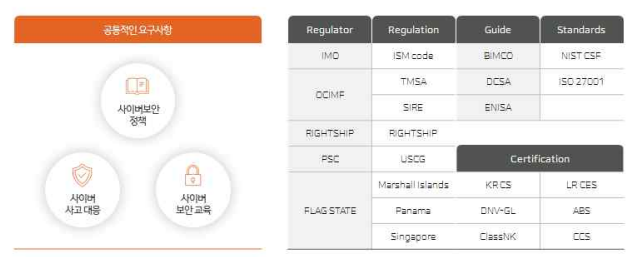 공통적인 요구사항
사이버보안
정책
사이버
사고 대응
사이버
보안 교육
Regulator Regulation Guide Standards
IMO ISM code BIMCO NIST CSF
OCIMF TMSA DCSA ISO 27001
SIRE ENISA
RIGHTSHIP RIGHTSHIP
PSC USCG Certification
FLAG STATE Marshall Islands KR CS LR CES
Panama DNV-GL ABS
Singapore ClassNK CCS